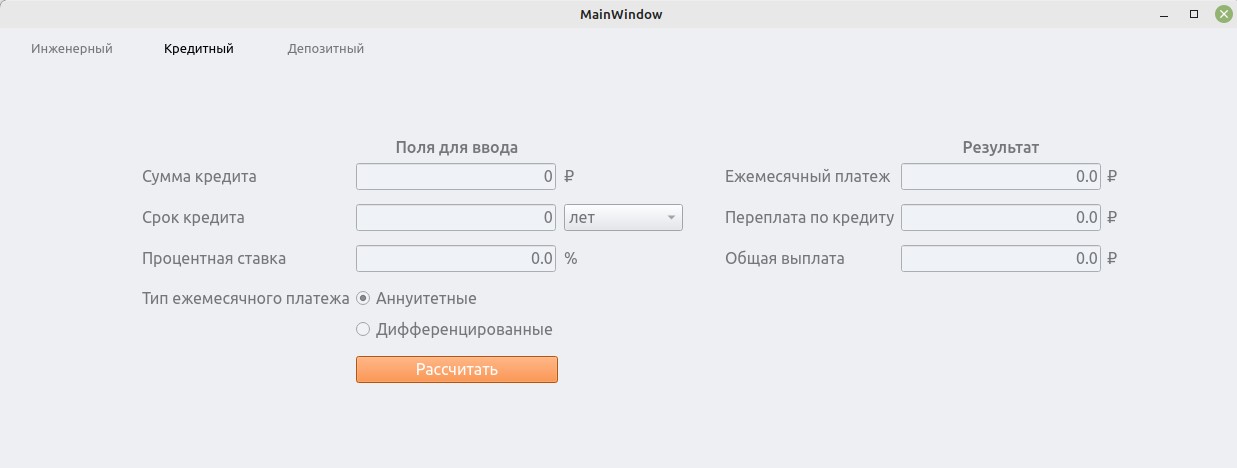 MainWindow
Инженерный Кредитный Депозитный
Поля для ввода Результат
Сумма кредита 0 ₽ Ежемесячный платеж 0.0 ₽
Срок кредита 0 лет Переплата по кредиту 0.0 ₽
Процентная ставка 0.0 % Общая выплата 0.0 ₽
Тип ежемесячного платежа Аннуитетные
Дифференцированные
Рассчитать